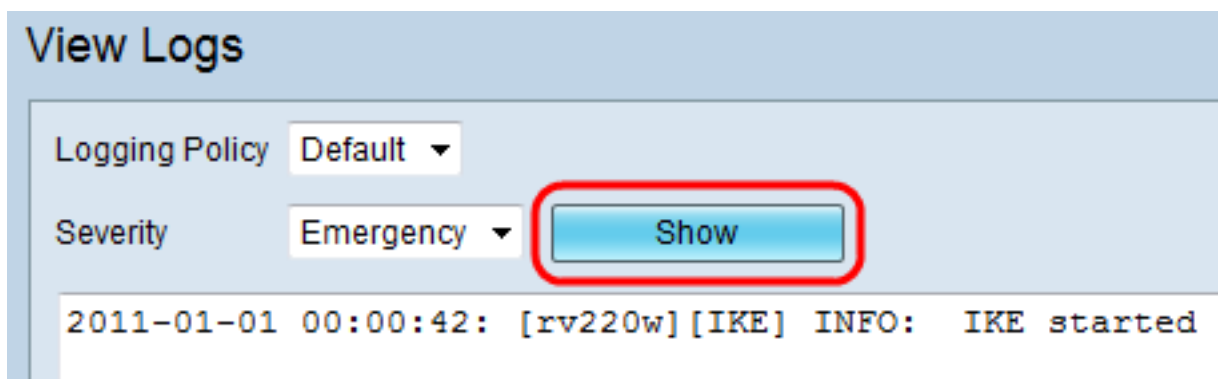 View Logs
Logging Policy Default
Severity Emergency Show
2011-01-01 00:00:42: [rv220w][IKE] INFO:  IKE started